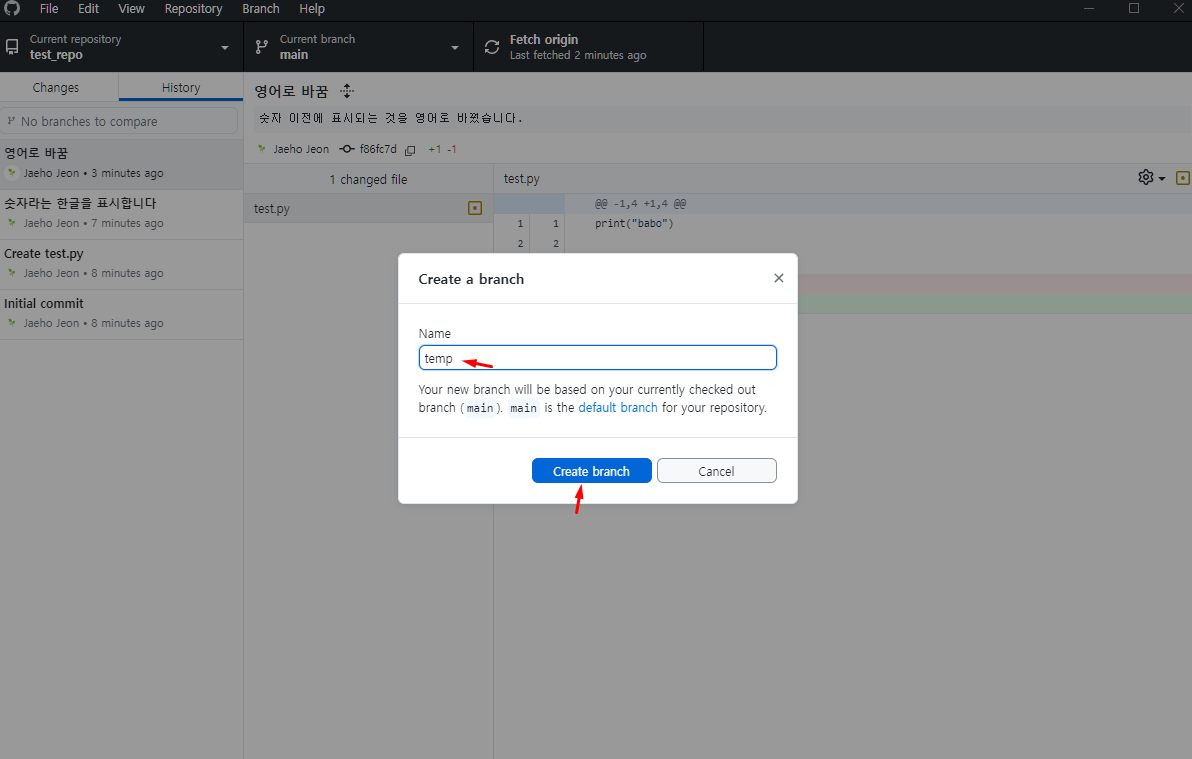 File Edit View Repository Branch Help
Current repository
test_repo
Current branch
main
Fetch origin
Last fetched 2 minutes ago
Changes History
No branches to compare
영어로 바꿈
Jaeho Jeon • 3 minutes ago
숫자라는 한글을 표시합니다
Jaeho Jeon • 7 minutes ago
Create test.py
Jaeho Jeon • 8 minutes ago
Initial commit
Jaeho Jeon • 8 minutes ago
영어로 바꿈
숫자 이전에 표시되는 것을 영어로 바꿨습니다.
Jaeho Jeon f86fc7d +1 -1
1 changed file
test.py
test.py
@@ -1,4 +1,4 @@
1 1 print("babo")
2 2
Create a branch
Name
temp
Your new branch will be based on your currently checked out
branch (main). main is the default branch for your repository.
Create branch Cancel